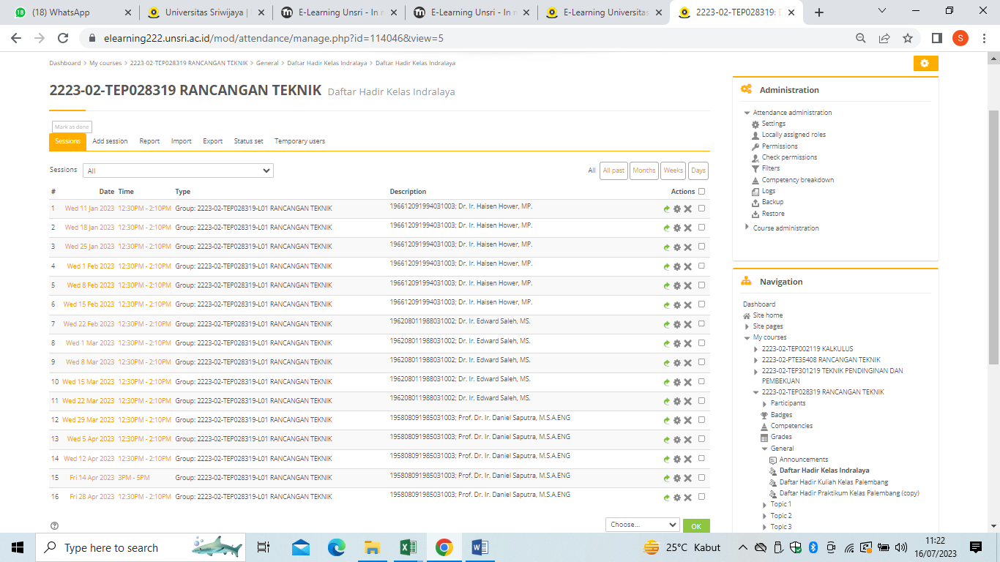 (18) WhatsApp
Universitas Sriwijaya |
E-Learning Unsri - In
E-Learning Unsri - In
E-Learning Universitas
2223-02-TEP028319:
elearning222.unsri.ac.id/mod/attendance/manage.php?id=114046&view=5
S
Dashboard > My courses > 2223-02-TEP028319 RANCANGAN TEKNIK > General > Daftar Hadir Kelas Indralaya > Daftar Hadir Kelas Indralaya
2223-02-TEP028319 RANCANGAN TEKNIK Daftar Hadir Kelas Indralaya
Mark as done
Sessions Add session Report Import Export Status set Temporary users
Sessions All All All past Months Weeks Days
# Date Time Type Description Actions
1 Wed 11 Jan 2023 12:30PM - 2:10PM Group: 2223-02-TEP028319-L01 RANCANGAN TEKNIK 196612091994031003; Dr. Ir. Haisen Hower, MP.
2 Wed 18 Jan 2023 12:30PM - 2:10PM Group: 2223-02-TEP028319-L01 RANCANGAN TEKNIK 196612091994031003; Dr. Ir. Haisen Hower, MP.
3 Wed 25 Jan 2023 12:30PM - 2:10PM Group: 2223-02-TEP028319-L01 RANCANGAN TEKNIK 196612091994031003; Dr. Ir. Haisen Hower, MP.
4 Wed 1 Feb 2023 12:30PM - 2:10PM Group: 2223-02-TEP028319-L01 RANCANGAN TEKNIK 196612091994031003; Dr. Ir. Haisen Hower, MP.
5 Wed 8 Feb 2023 12:30PM - 2:10PM Group: 2223-02-TEP028319-L01 RANCANGAN TEKNIK 196612091994031003; Dr. Ir. Haisen Hower, MP.
6 Wed 15 Feb 2023 12:30PM - 2:10PM Group: 2223-02-TEP028319-L01 RANCANGAN TEKNIK 196612091994031003; Dr. Ir. Haisen Hower, MP.
7 Wed 22 Feb 2023 12:30PM - 2:10PM Group: 2223-02-TEP028319-L01 RANCANGAN TEKNIK 196208011988031002; Dr. Ir. Edward Saleh, MS.
8 Wed 1 Mar 2023 12:30PM - 2:10PM Group: 2223-02-TEP028319-L01 RANCANGAN TEKNIK 196208011988031002; Dr. Ir. Edward Saleh, MS.
9 Wed 8 Mar 2023 12:30PM - 2:10PM Group: 2223-02-TEP028319-L01 RANCANGAN TEKNIK 196208011988031002; Dr. Ir. Edward Saleh, MS.
10 Wed 15 Mar 2023 12:30PM - 2:10PM Group: 2223-02-TEP028319-L01 RANCANGAN TEKNIK 196208011988031002; Dr. Ir. Edward Saleh, MS.
11 Wed 22 Mar 2023 12:30PM - 2:10PM Group: 2223-02-TEP028319-L01 RANCANGAN TEKNIK 196208011988031002; Dr. Ir. Edward Saleh, MS.
12 Wed 29 Mar 2023 12:30PM - 2:10PM Group: 2223-02-TEP028319-L01 RANCANGAN TEKNIK 195808091985031003; Prof. Dr. Ir. Daniel Saputra, M.S.A.ENG
13 Wed 5 Apr 2023 12:30PM - 2:10PM Group: 2223-02-TEP028319-L01 RANCANGAN TEKNIK 195808091985031003; Prof. Dr. Ir. Daniel Saputra, M.S.A.ENG
14 Wed 12 Apr 2023 12:30PM - 2:10PM Group: 2223-02-TEP028319-L01 RANCANGAN TEKNIK 195808091985031003; Prof. Dr. Ir. Daniel Saputra, M.S.A.ENG
15 Fri 14 Apr 2023 3PM - 5PM Group: 2223-02-TEP028319-L01 RANCANGAN TEKNIK 195808091985031003; Prof. Dr. Ir. Daniel Saputra, M.S.A.ENG
16 Fri 28 Apr 2023 12:30PM - 2:10PM Group: 2223-02-TEP028319-L01 RANCANGAN TEKNIK 195808091985031003; Prof. Dr. Ir. Daniel Saputra, M.S.A.ENG
Choose... OK
Administration
Attendance administration
Settings
Locally assigned roles
Permissions
Check permissions
Filters
Competency breakdown
Logs
Backup
Restore
Course administration
Navigation
Dashboard
Site home
Site pages
My courses
2223-02-TEP002119 KALKULUS
2223-02-PTE35408 RANCANGAN TEKNIK
2223-02-TEP301219 TEKNIK PENDINGINAN DAN
PEMBEKUAN
2223-02-TEP028319 RANCANGAN TEKNIK
Participants
Badges
Competencies
Grades
General
Announcements
Daftar Hadir Kelas Indralaya
Daftar Hadir Kuliah Kelas Palembang
Daftar Hadir Praktikum Kelas Palembang (copy)
Topic 1
Topic 2
Topic 3
Type here to search
25°C Kabut
11:22
16/07/2023